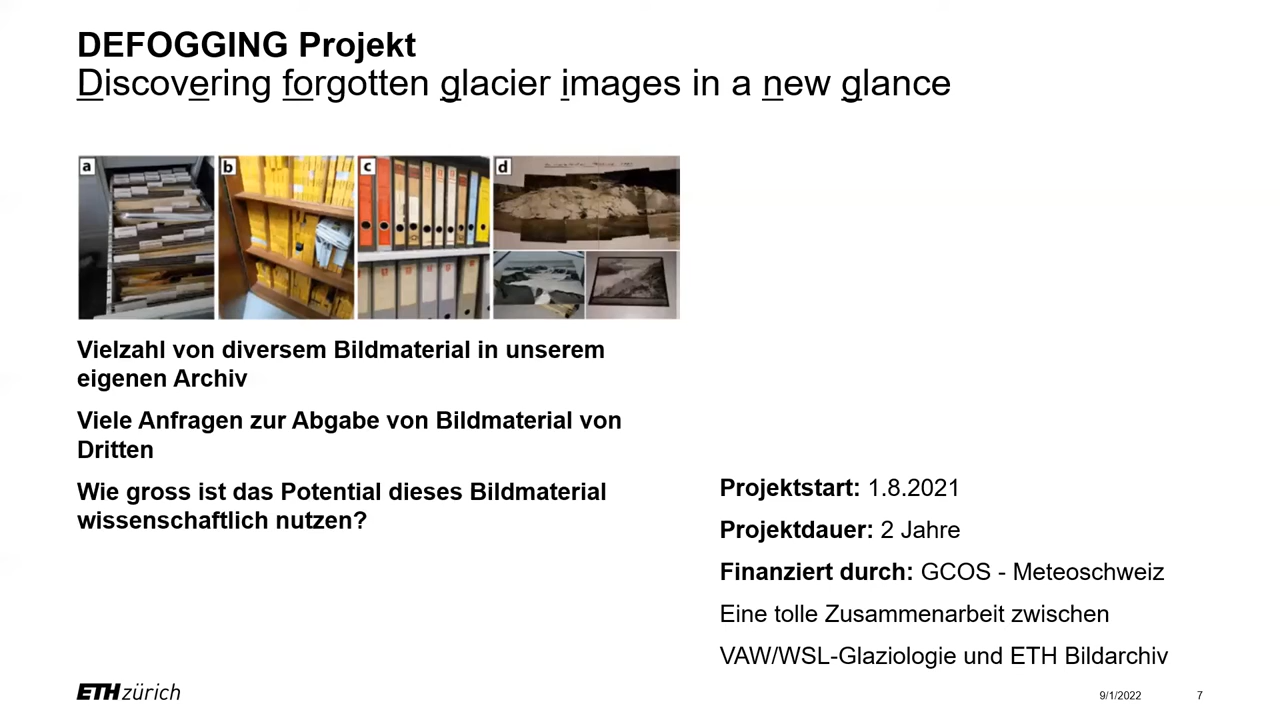 DEFOGGING Projekt
Discovering forgotten glacier images in a new glance
a
b
c
d
Vielzahl von diversem Bildmaterial in unserem
eigenen Archiv
Viele Anfragen zur Abgabe von Bildmaterial von
Dritten
Wie gross ist das Potential dieses Bildmaterial
wissenschaftlich nutzen?
Projektstart: 1.8.2021
Projektdauer: 2 Jahre
Finanziert durch: GCOS - Meteoschweiz
Eine tolle Zusammenarbeit zwischen
VAW/WSL-Glaziologie und ETH Bildarchiv
ETH zürich
9/1/2022
7